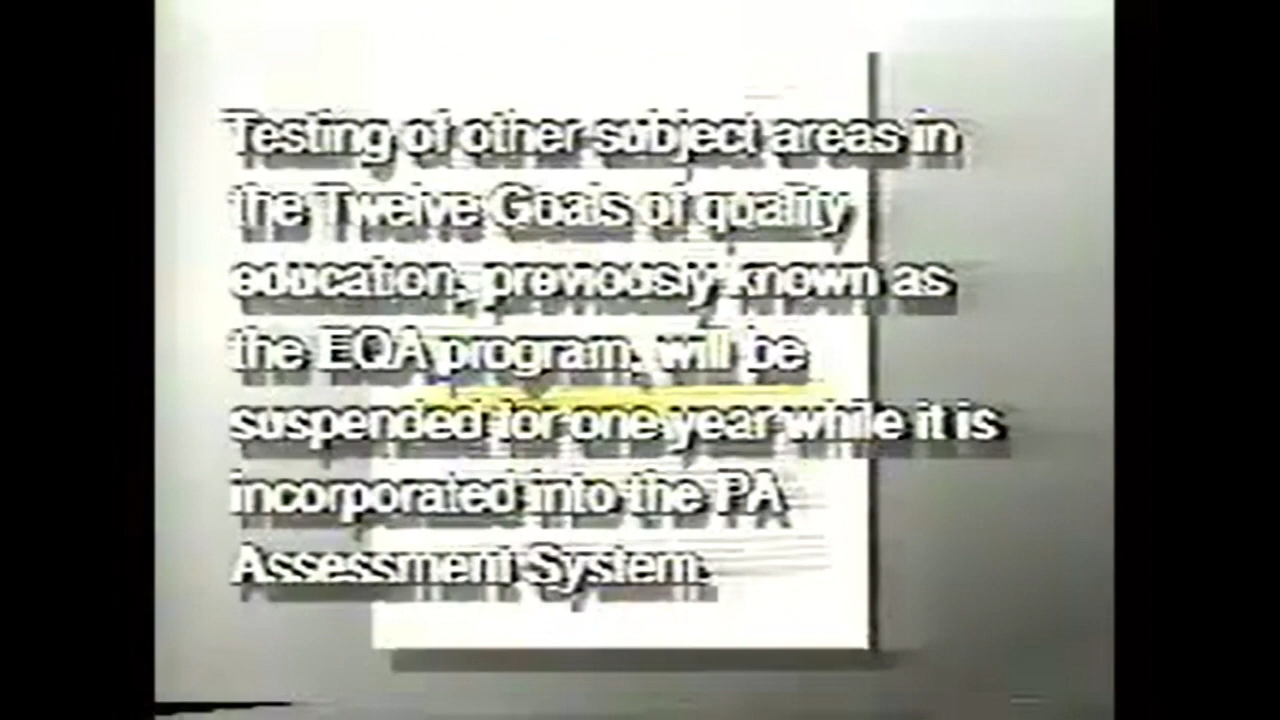 Testing of other subject areas in
the Twelve Goals of quality
education, previously known as
the EQA program, will be
suspended for one year while it is
incorporated into the PA
Assessment System.